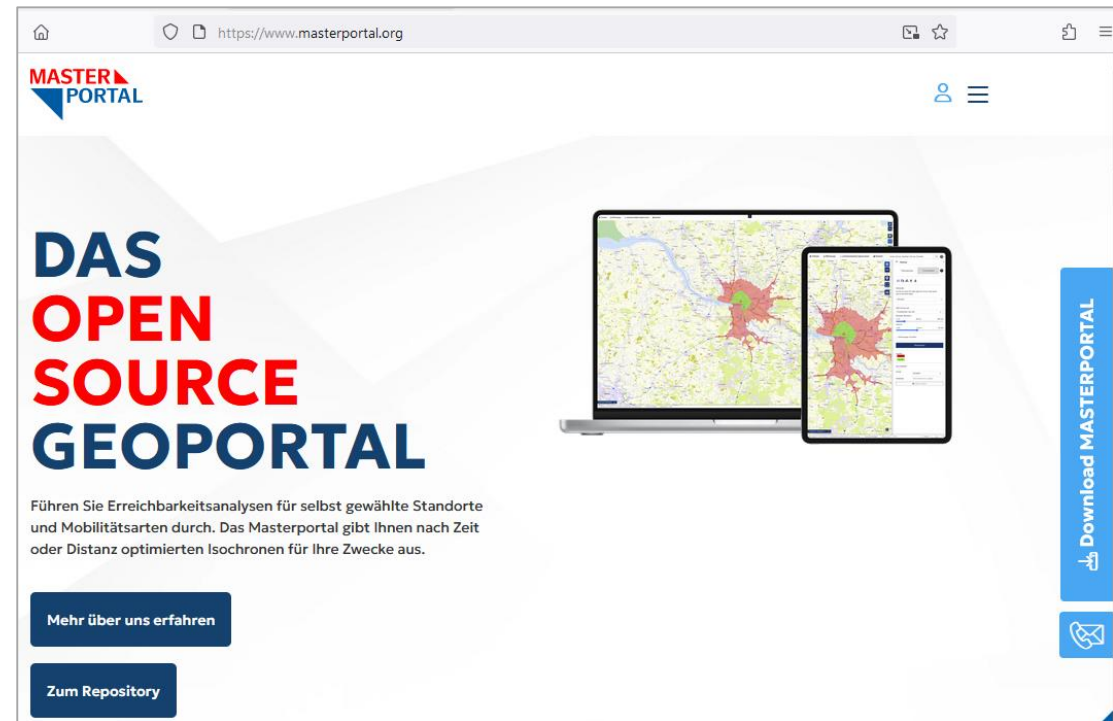 https://www.masterportal.org
MASTER
PORTAL
DAS
OPEN
SOURCE
GEOPORTAL
Führen Sie Erreichbarkeitsanalysen für selbst gewählte Standorte
und Mobilitätsarten durch. Das Masterportal gibt Ihnen nach Zeit
oder Distanz optimierten Isochronen für Ihre Zwecke aus.
Mehr über uns erfahren
Zum Repository
Download MASTERPORTAL